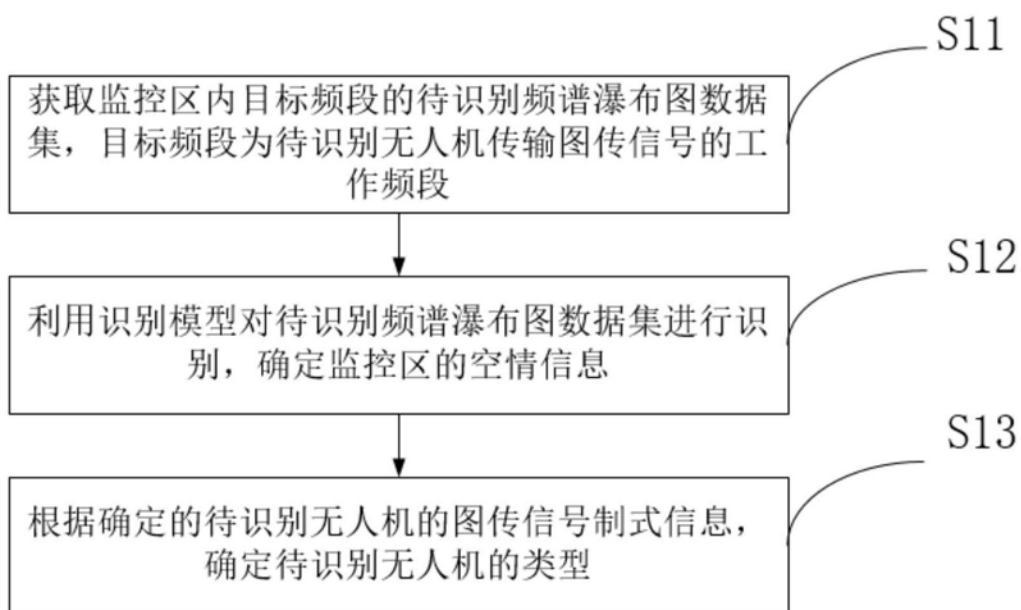 S11
获取监控区内目标频段的待识别频谱瀑布图数据
集，目标频段为待识别无人机传输图传信号的工
作频段
S12
利用识别模型对待识别频谱瀑布图数据集进行识
别，确定监控区的空情信息
S13
根据确定的待识别无人机的图传信号制式信息，
确定待识别无人机的类型